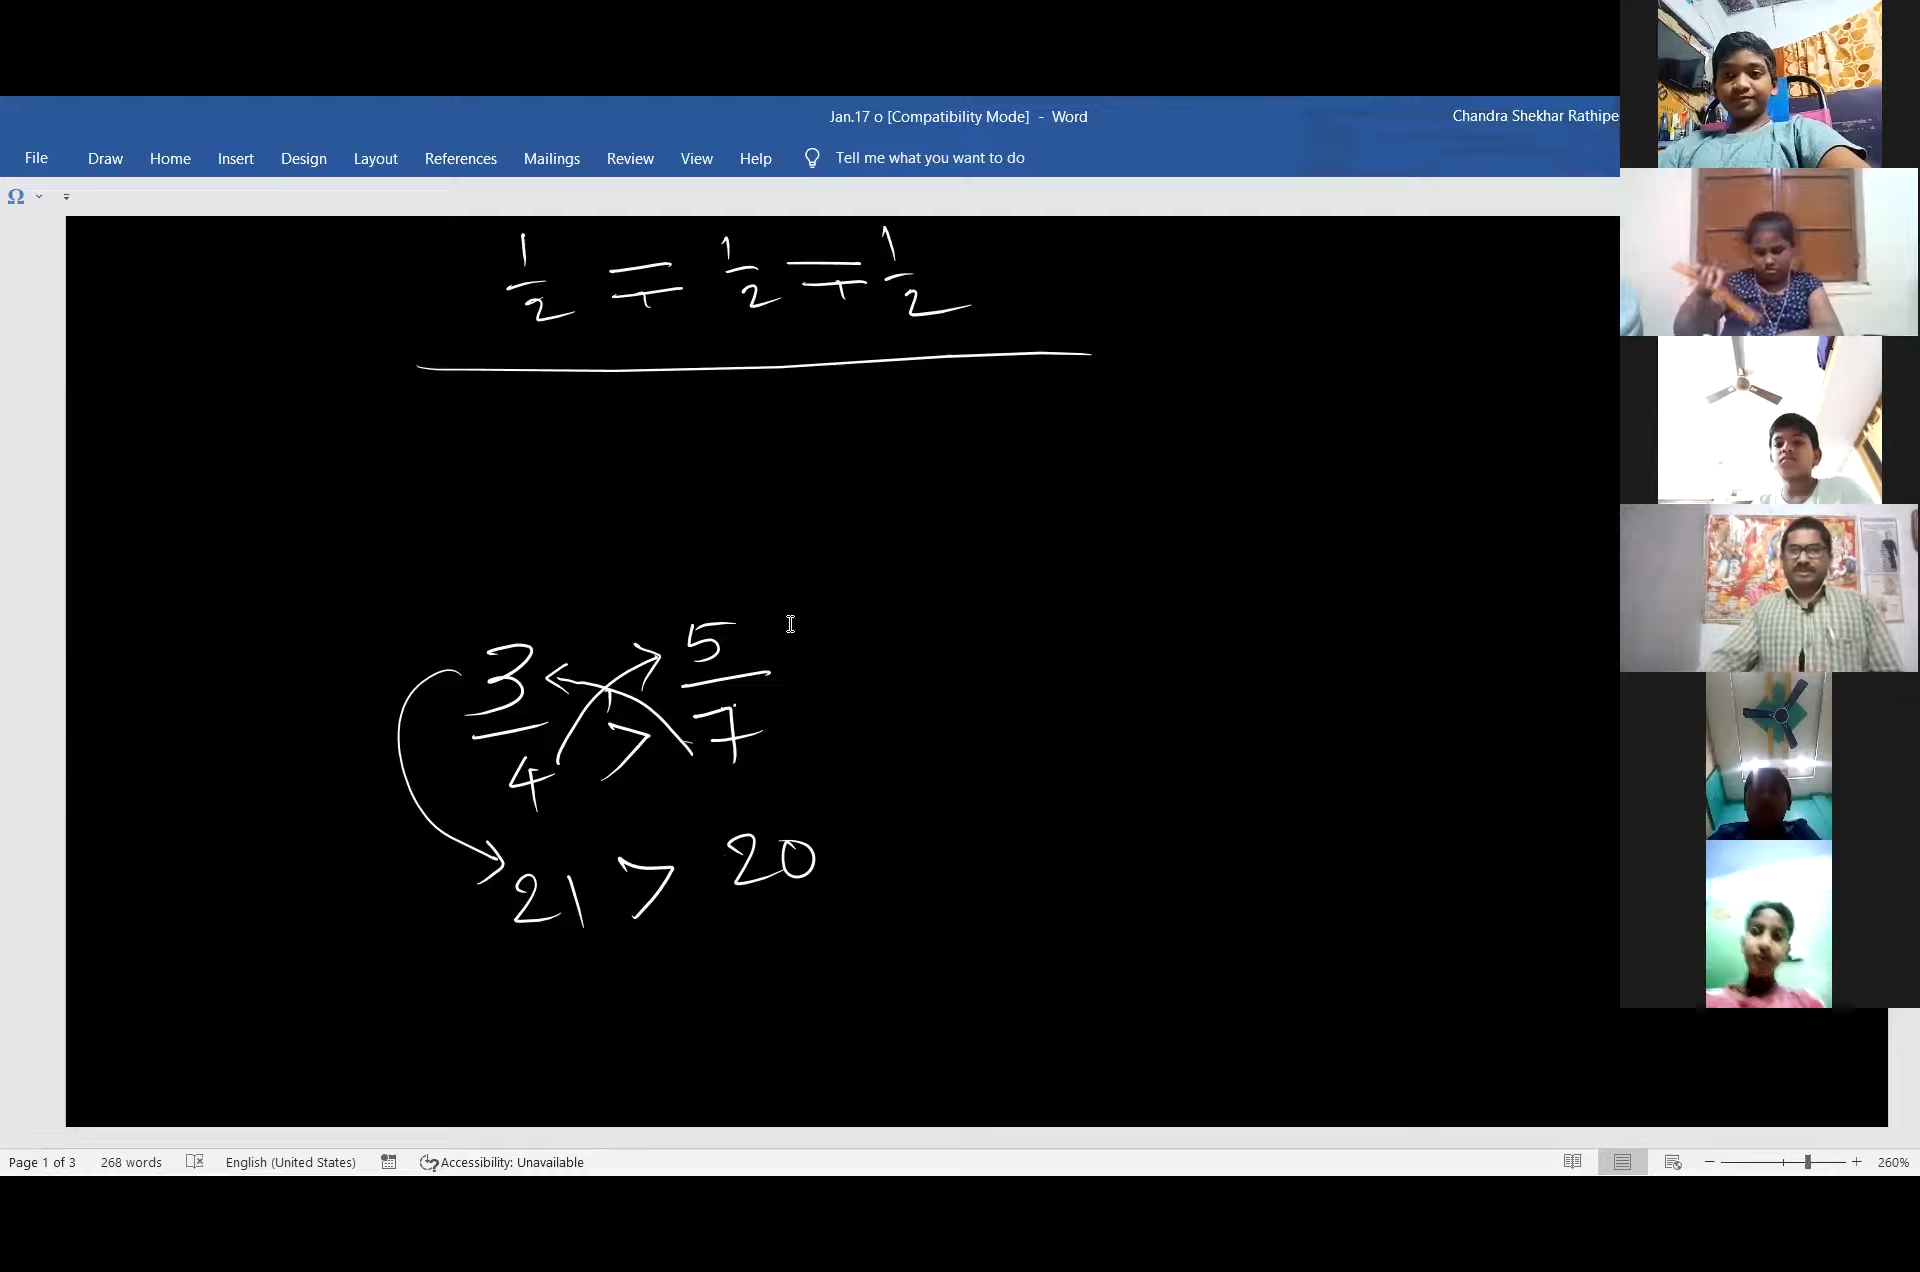 Jan.17 o [Compatibility Mode] - Word
Chandra Shekhar Rathipe
File Draw Home Insert Design Layout References Mailings Review View Help Tell me what you want to do
1/2 = 1/2 = 1/2
3/4 > 5/7
21 > 20
Page 1 of 3 268 words English (United States) Accessibility: Unavailable 260%